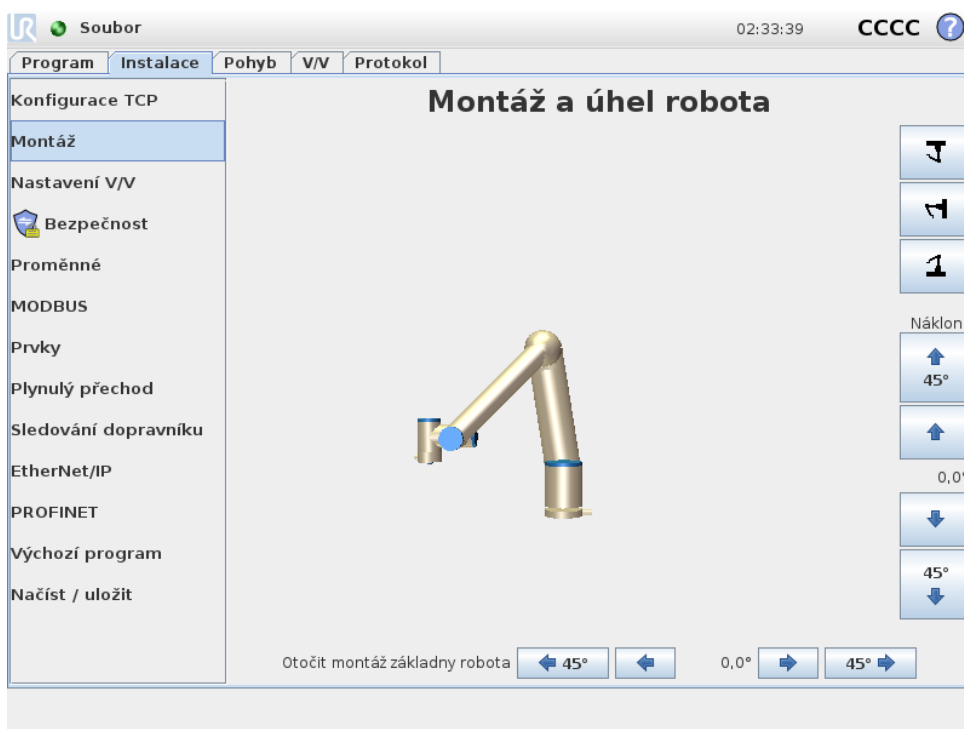 UR Soubor 02:33:39 CCCC ?
Program Instalace Pohyb V/V Protokol
Konfigurace TCP
Montáž
Nastavení V/V
Bezpečnost
Proměnné
MODBUS
Prvky
Plynulý přechod
Sledování dopravníku
EtherNet/IP
PROFINET
Výchozí program
Načíst / uložit
Montáž a úhel robota
Náklon
45°
0,0°
45°
Otočit montáž základny robota 45° 0,0° 45°